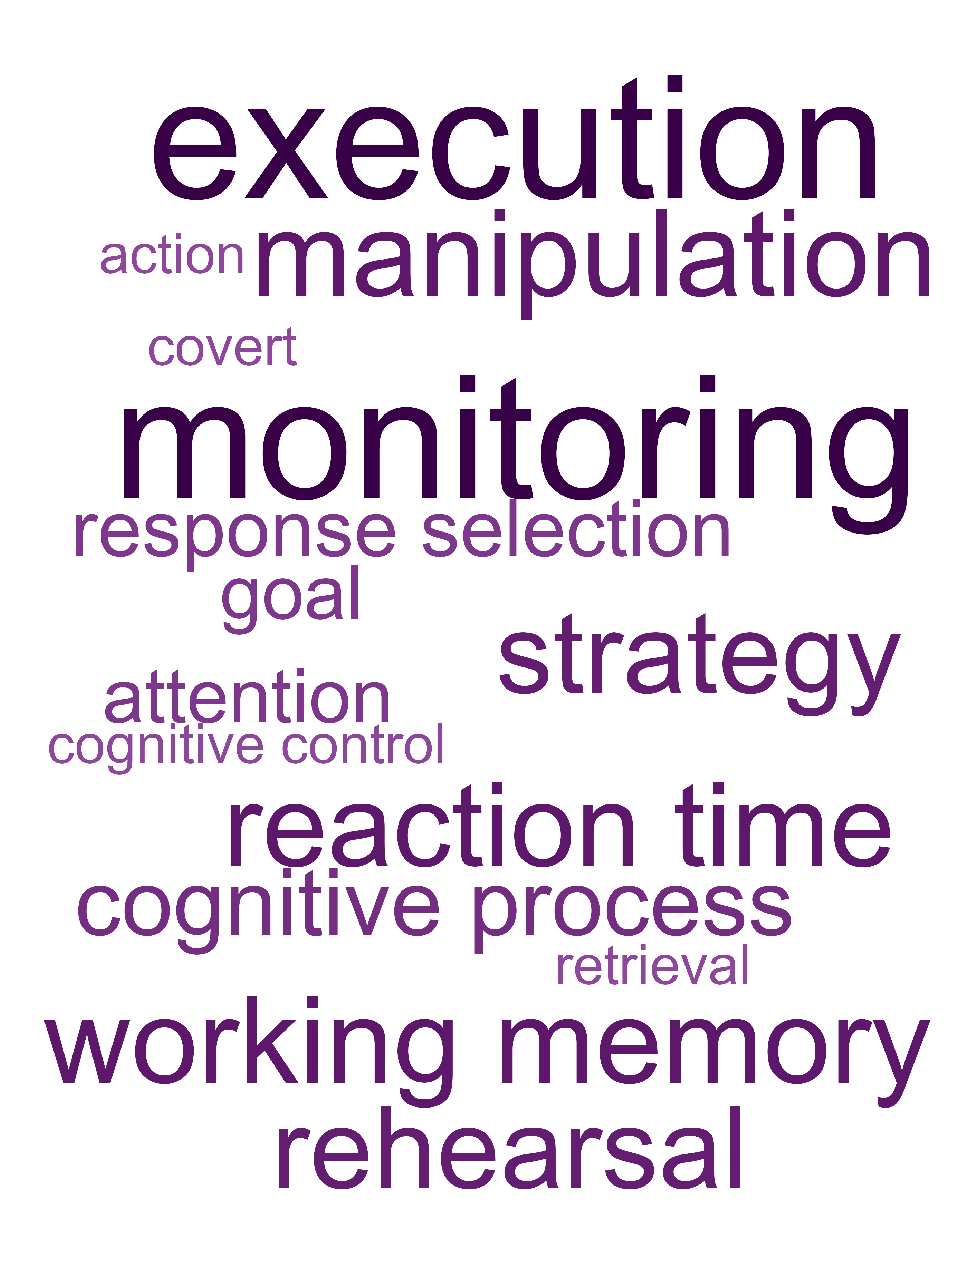 execution
action manipulation
covert
monitoring
response selection
goal
strategy
attention
cognitive control
reaction time
cognitive process
retrieval
working memory
rehearsal